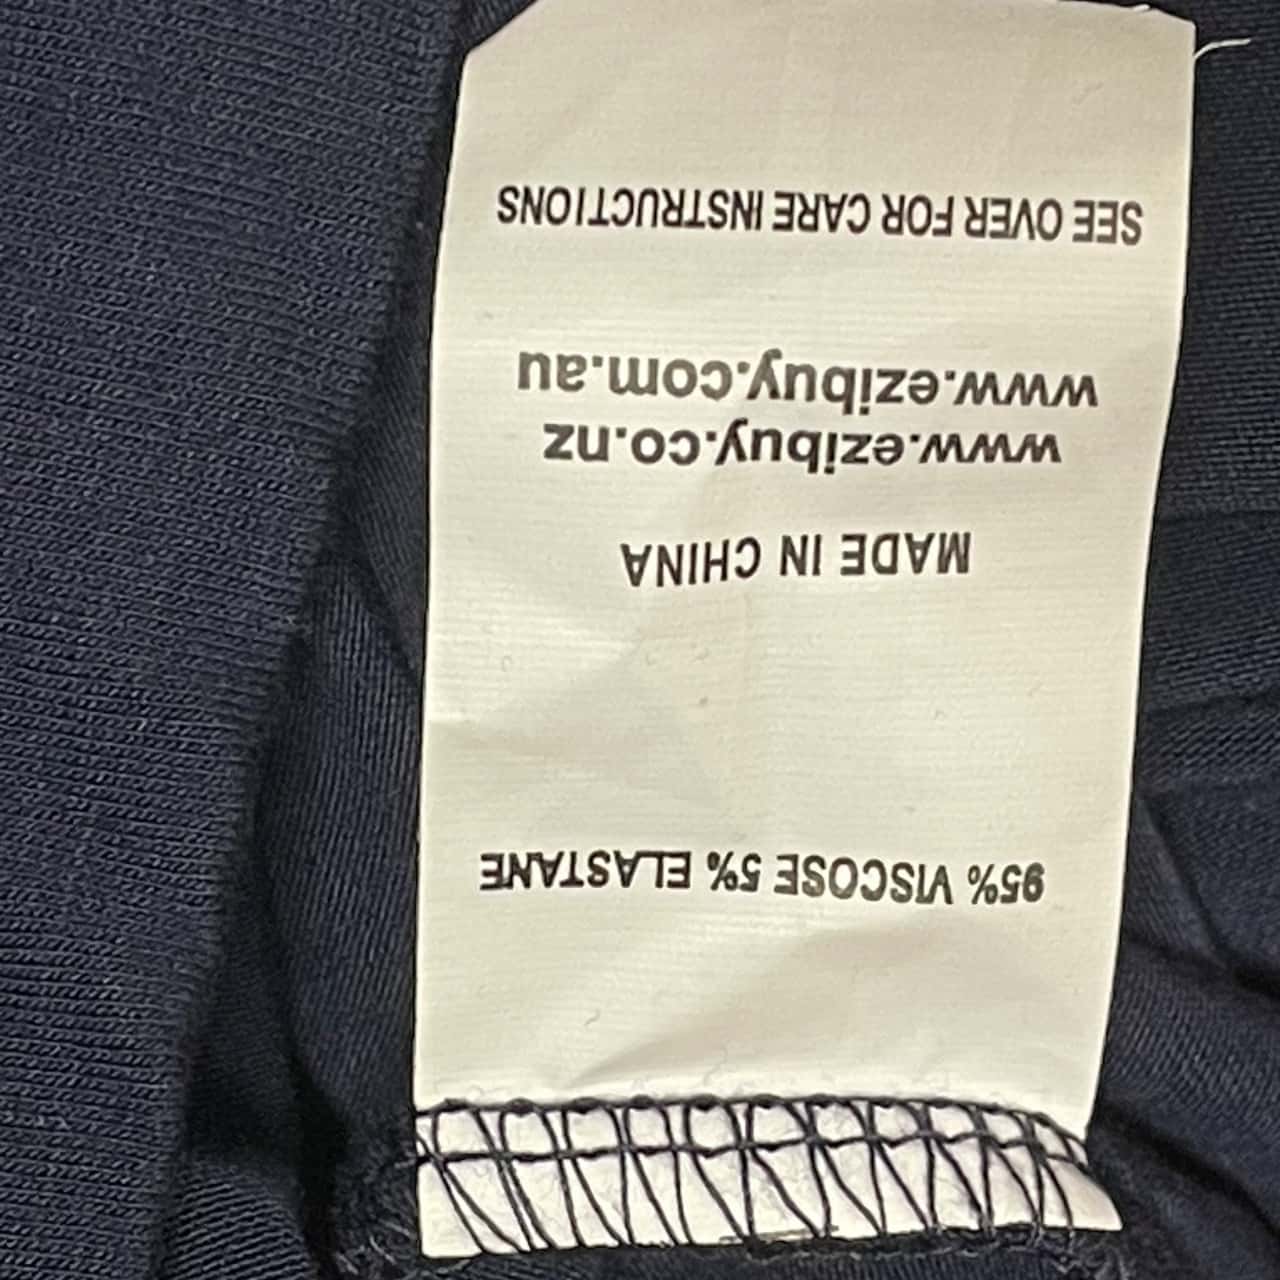 95% VISCOSE 5% ELASTANE
MADE IN CHINA
www.ezibuy.co.nz
www.ezibuy.com.au
SEE OVER FOR CARE INSTRUCTIONS